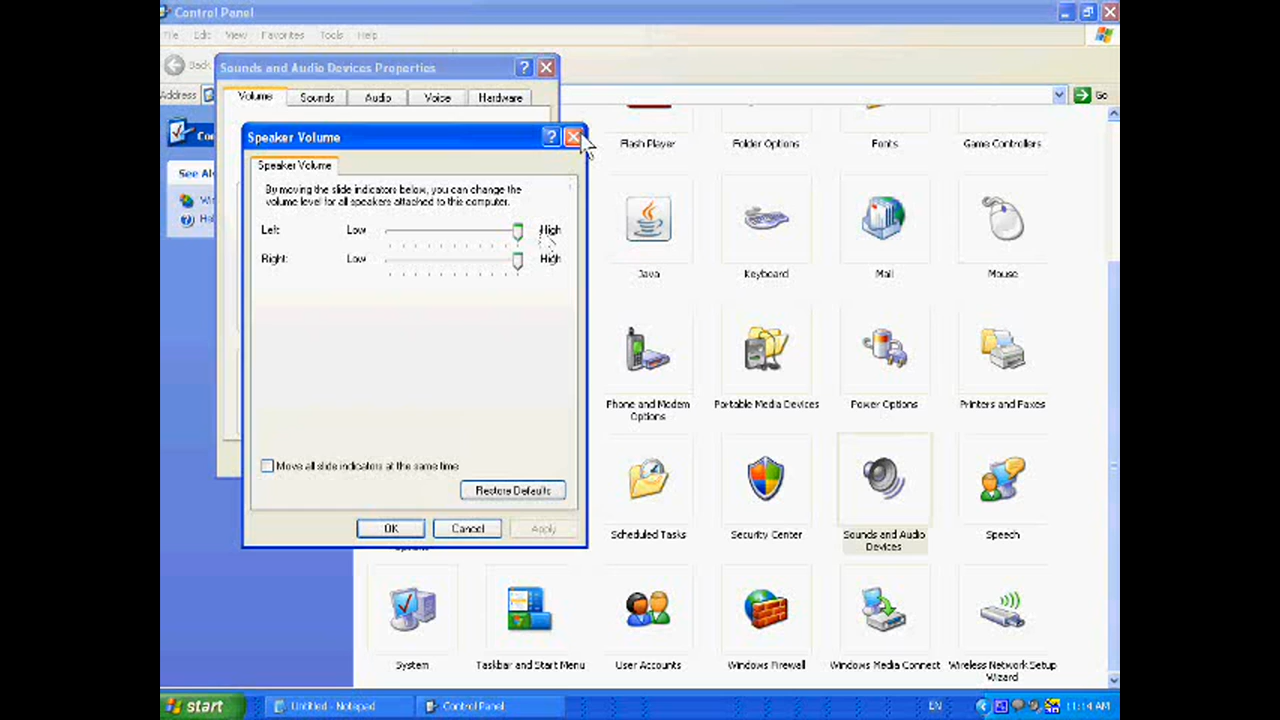 Control Panel
File Edit View Favorites Tools Help
Back
Address
Go
Sounds and Audio Devices Properties
Volume Sounds Audio Voice Hardware
Speaker Volume
Speaker Volume
By moving the slide indicators below, you can change the
volume level for all speakers attached to this computer.
Left: Low High
Right: Low High
Move all slide indicators at the same time
Restore Defaults
OK Cancel Apply
See Al
Flash Player Folder Options Fonts Game Controllers
Java Keyboard Mail Mouse
Phone and Modem
Options
Portable Media Devices Power Options Printers and Faxes
Scheduled Tasks Security Center
Sounds and Audio
Devices
Speech
System Taskbar and Start Menu User Accounts Windows Firewall Windows Media Connect
Wireless Network Setup
Wizard
start Untitled - Notepad Control Panel EN 11:14 AM